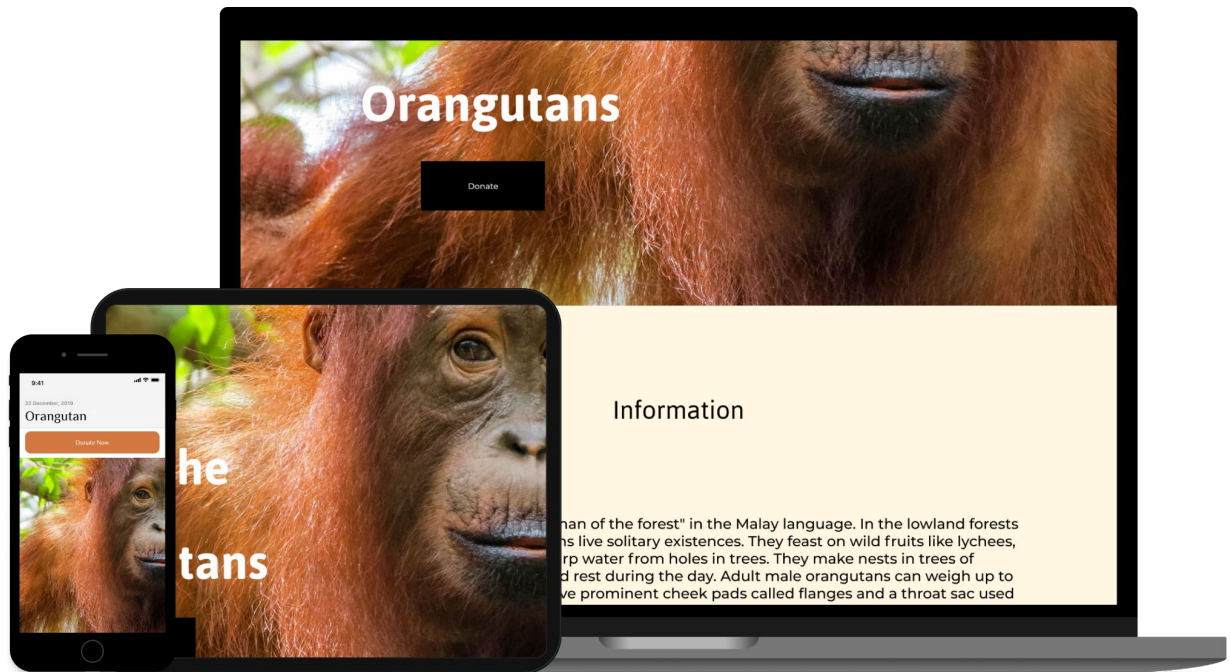 Orangutans
Donate
Information
man of the forest" in the Malay language. In the lowland forests
live solitary existences. They feast on wild fruits like lychees,
water from holes in trees. They make nests in trees of
rest during the day. Adult male orangutans can weigh up to
prominent cheek pads called flanges and a throat sac used
he
tans
9:41
22 December, 2019
Orangutan
Donate Now